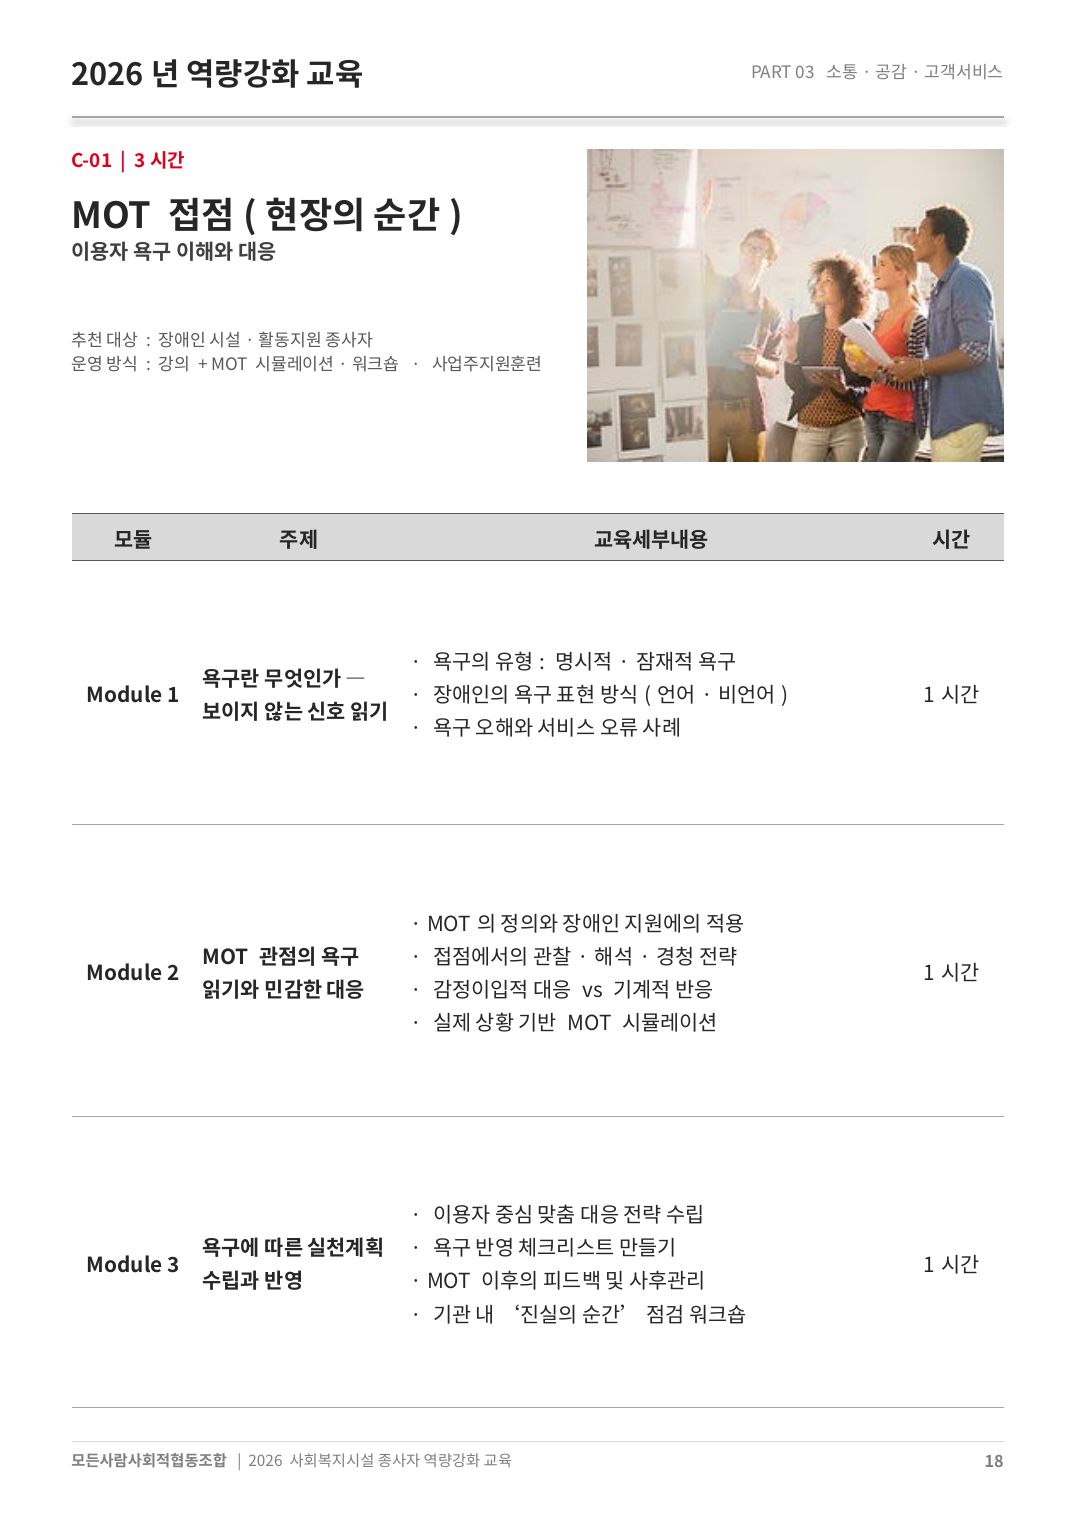 2026 년 역량강화 교육
PART 03 소통 · 공감 · 고객서비스
C-01 | 3 시간
MOT 접점 ( 현장의 순간 )
이용자 욕구 이해와 대응
추천 대상 : 장애인 시설 · 활동지원 종사자
운영 방식 : 강의 + MOT 시뮬레이션 · 워크숍 · 사업주지원훈련
모듈 주제 교육세부내용 시간
Module 1
욕구란 무엇인가 —
보이지 않는 신호 읽기
· 욕구의 유형 : 명시적 · 잠재적 욕구
· 장애인의 욕구 표현 방식 ( 언어 · 비언어 )
· 욕구 오해와 서비스 오류 사례
1 시간
Module 2
MOT 관점의 욕구
읽기와 민감한 대응
· MOT 의 정의와 장애인 지원에의 적용
· 접점에서의 관찰 · 해석 · 경청 전략
· 감정이입적 대응 vs 기계적 반응
· 실제 상황 기반 MOT 시뮬레이션
1 시간
Module 3
욕구에 따른 실천계획
수립과 반영
· 이용자 중심 맞춤 대응 전략 수립
· 욕구 반영 체크리스트 만들기
· MOT 이후의 피드백 및 사후관리
· 기관 내 ‘진실의 순간’ 점검 워크숍
1 시간
모든사람사회적협동조합 | 2026 사회복지시설 종사자 역량강화 교육
18